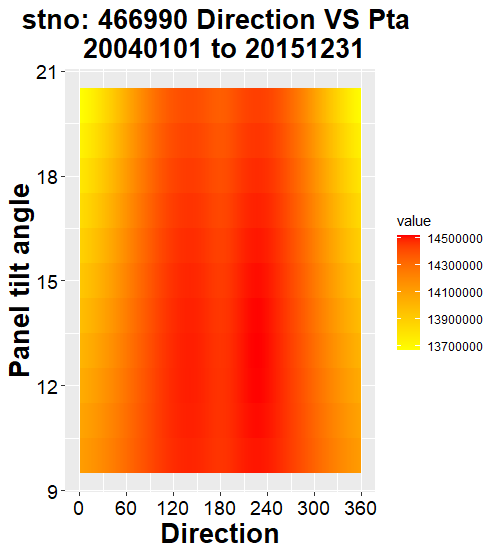 stno: 466990 Direction VS Pta
20040101 to 20151231
21
18
15
12
9
Panel tilt angle
0 60 120 180 240 300 360
Direction
value
14500000
14300000
13900000
13700000